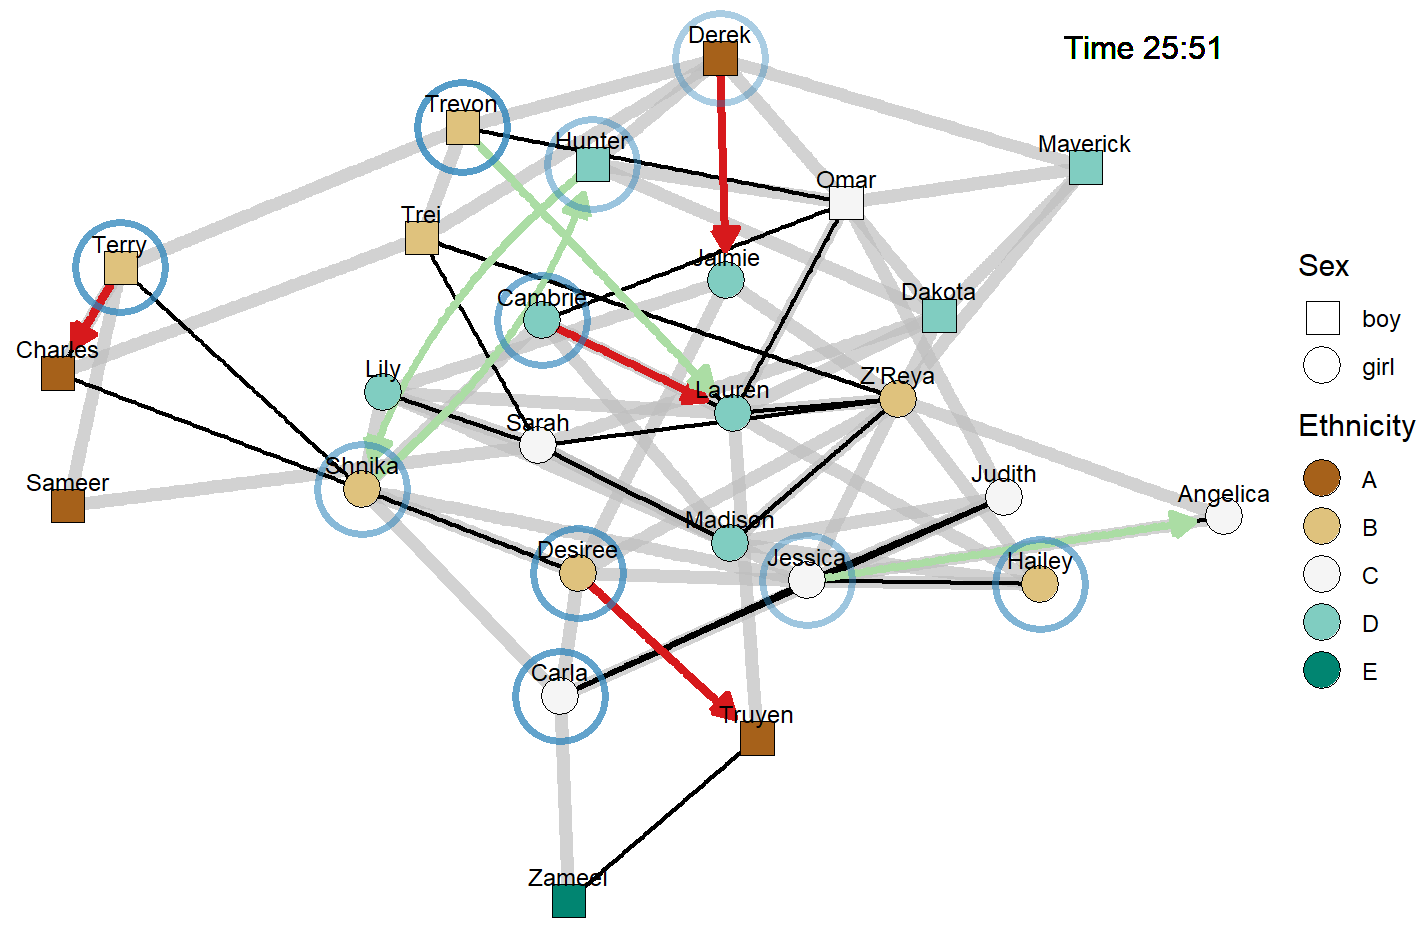 Derek
Time 25:51
Trevon
Hunter
Maverick
Omar
Trei
Terry
Jaimie
Sex
Cambrie
Dakota
boy
Charles
girl
Lily
Z'Reya
Lauren
Sarah
Ethnicity
Shnika
Judith
A
Sameer
Angelica
Madison
B
Desiree
Jessica
Hailey
C
D
Carla
E
Truyen
Zameel